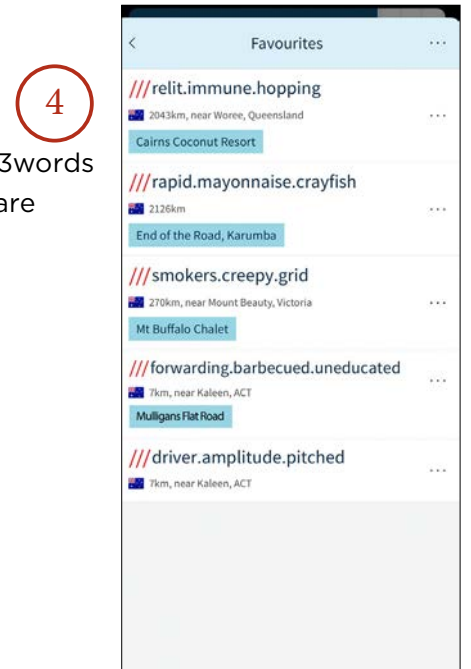 4
3words
are
Favourites
///relit.immune.hopping
2043km, near Woree, Queensland
Cairns Coconut Resort
///rapid.mayonnaise.crayfish
2126km
End of the Road, Karumba
///smokers.creepy.grid
270km, near Mount Beauty, Victoria
Mt Buffalo Chalet
///forwarding.barbecued.uneducated
7km, near Kaleen, ACT
Mulligans Flat Road
///driver.amplitude.pitched
7km, near Kaleen, ACT